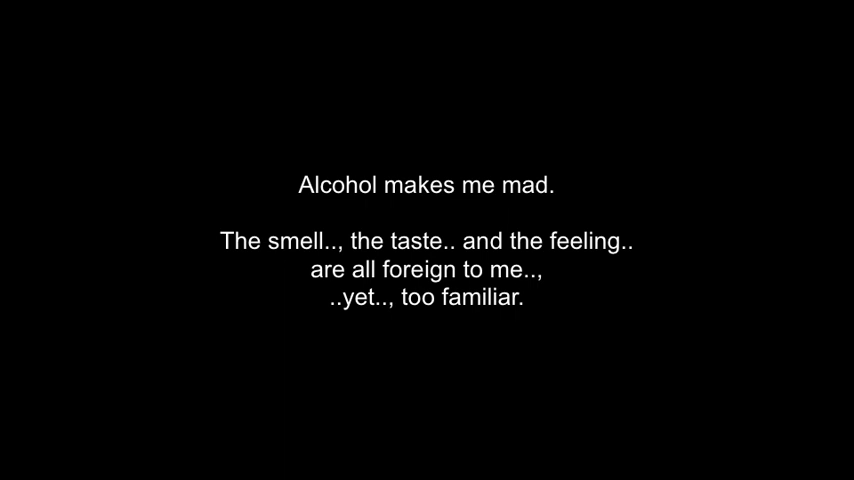 Alcohol makes me mad.
The smell.., the taste.. and the feeling..
are all foreign to me..,
..yet.., too familiar.